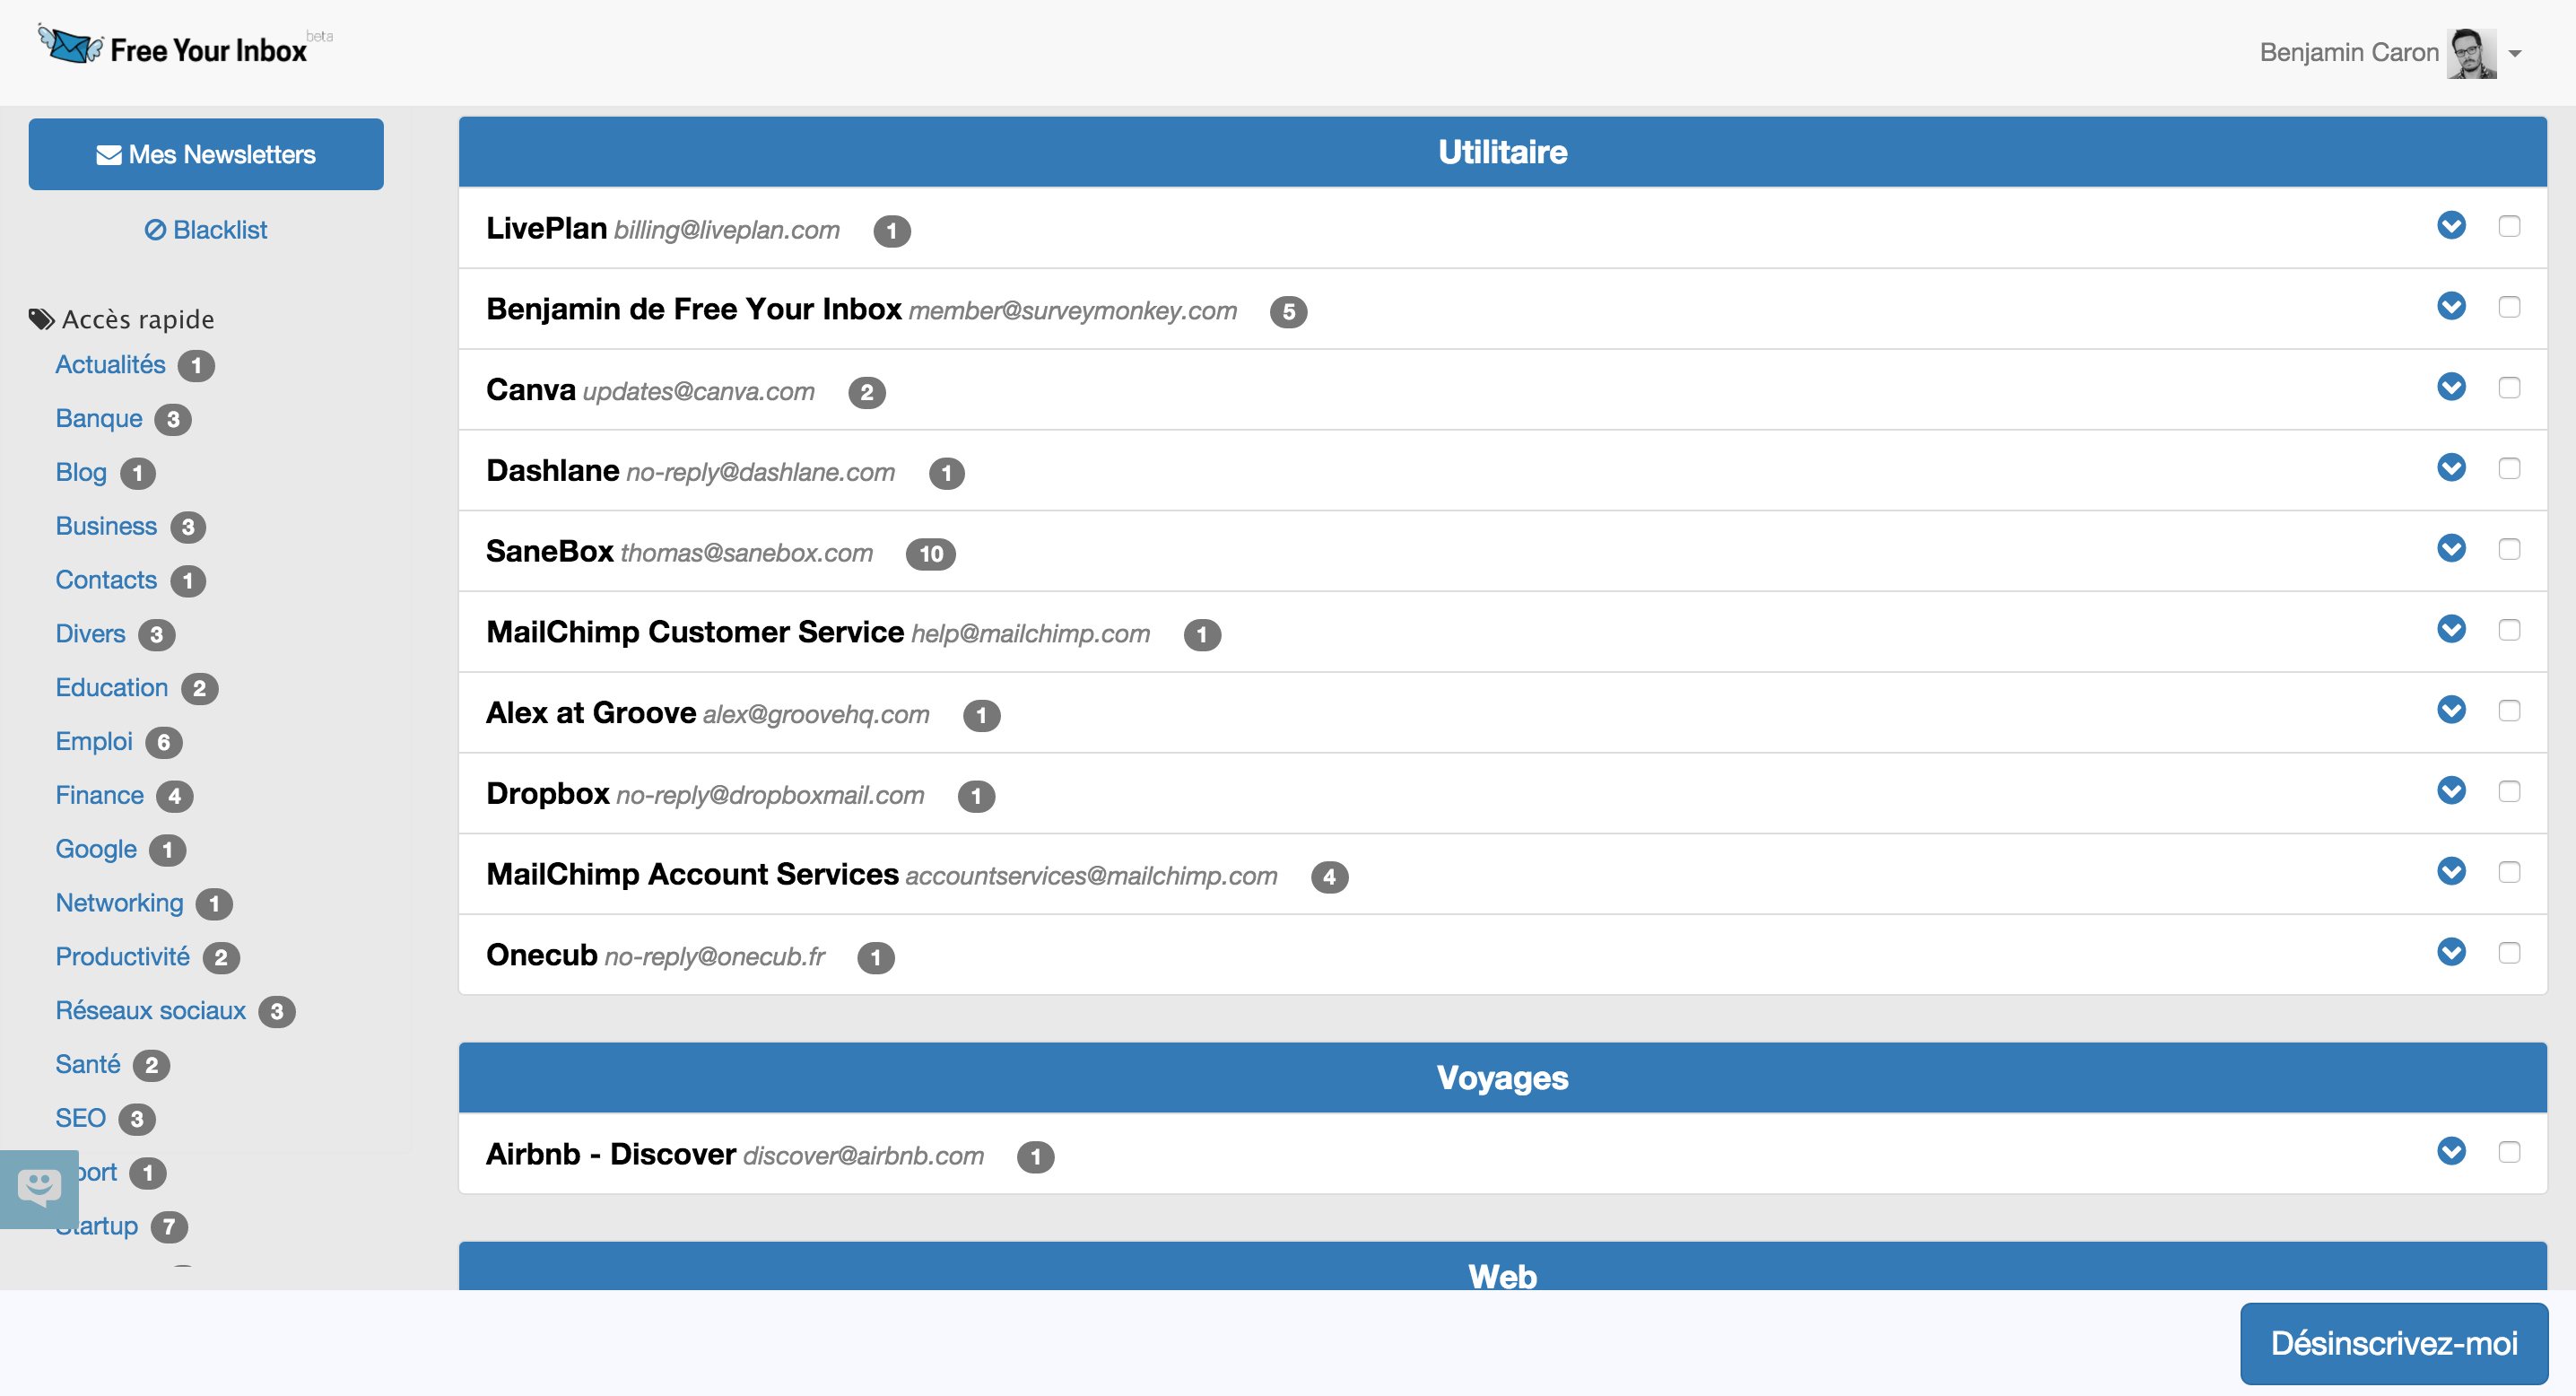 Free Your Inbox beta
Benjamin Caron
Mes Newsletters
Blacklist
Accès rapide
Actualités 1
Banque 3
Blog 1
Business 3
Contacts 1
Divers 3
Education 2
Emploi 6
Finance 4
Google 1
Networking 1
Productivité 2
Réseaux sociaux 3
Santé 2
SEO 3
port 1
Startup 7
Utilitaire
LivePlan billing@liveplan.com 1
Benjamin de Free Your Inbox member@surveymonkey.com 5
Canva updates@canva.com 2
Dashlane no-reply@dashlane.com 1
SaneBox thomas@sanebox.com 10
MailChimp Customer Service help@mailchimp.com 1
Alex at Groove alex@groovehq.com 1
Dropbox no-reply@dropboxmail.com 1
MailChimp Account Services accountservices@mailchimp.com 4
Onecub no-reply@onecub.fr 1
Voyages
Airbnb - Discover discover@airbnb.com 1
Web
Désinscrivez-moi